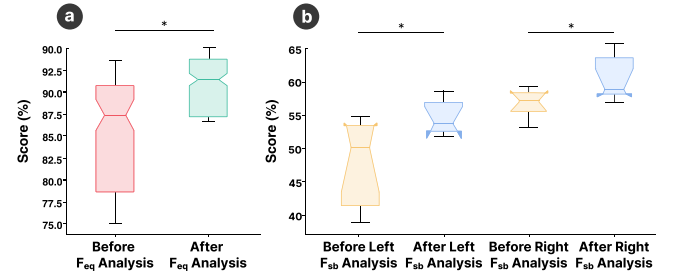 a
*
90.0
92.5
90.0
87.5
85.0
82.5
80.0
77.5
75.0
Score (%)
Before
Feq Analysis
After
Feq Analysis
b
*
*
65
60
55
50
45
40
Score (%)
Before Left
Fsb Analysis
After Left
Fsb Analysis
Before Right
Fsb Analysis
After Right
Fsb Analysis